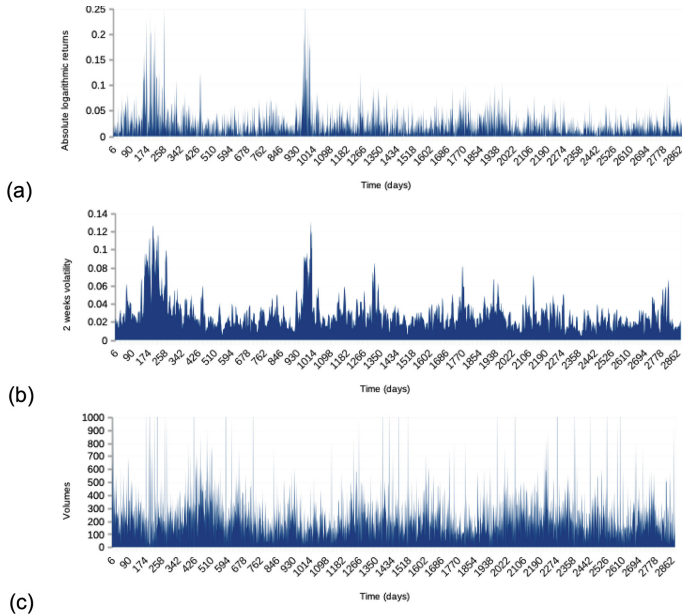 0.25
0.2
0.15
0.1
0.05
0
Absolute logarithmic returns
6 90 174 258 342 426 510 594 678 762 846 930 1014 1098 1182 1266 1350 1434 1518 1602 1686 1770 1854 1938 2022 2106 2190 2274 2358 2442 2526 2610 2694 2778 2862
Time (days)
(a)
0.14
0.12
0.1
0.08
0.06
0.04
0.02
0
2 weeks volatility
6 90 174 258 342 426 510 594 678 762 846 930 1014 1098 1182 1266 1350 1434 1518 1602 1686 1770 1854 1938 2022 2106 2190 2274 2358 2442 2526 2610 2694 2778 2862
Time (days)
(b)
1000
900
800
700
600
500
400
300
200
100
0
Volumes
6 90 174 258 342 426 510 594 678 762 846 930 1014 1098 1182 1266 1350 1434 1518 1602 1686 1770 1854 1938 2022 2106 2190 2274 2358 2442 2526 2610 2694 2778 2862
Time (days)
(c)